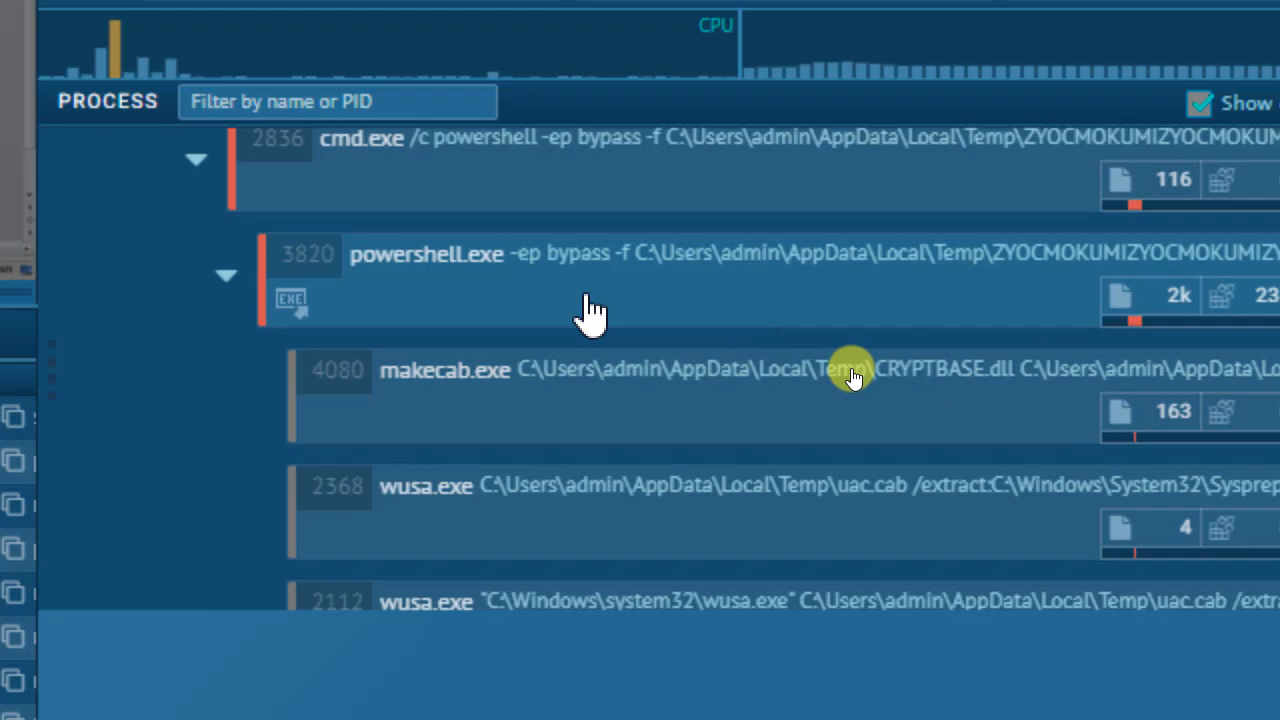 CPU
PROCESS Filter by name or PID Show
2836 cmd.exe /c powershell -ep bypass -f C:\Users\admin\AppData\Local\Temp\ZYOCMOKUMIZYOCMOKUM
116
3820 powershell.exe -ep bypass -f C:\Users\admin\AppData\Local\Temp\ZYOCMOKUMIZYOCMOKUMIZ
EXE 2k 23
4080 makecab.exe C:\Users\admin\AppData\Local\Temp\CRYPTBASE.dll C:\Users\admin\AppData\Lo
163
2368 wusa.exe C:\Users\admin\AppData\Local\Temp\uac.cab /extract:C:\Windows\System32\Sysprep
4
2112 wusa.exe "C:\Windows\system32\wusa.exe" C:\Users\admin\AppData\Local\Temp\uac.cab /extr